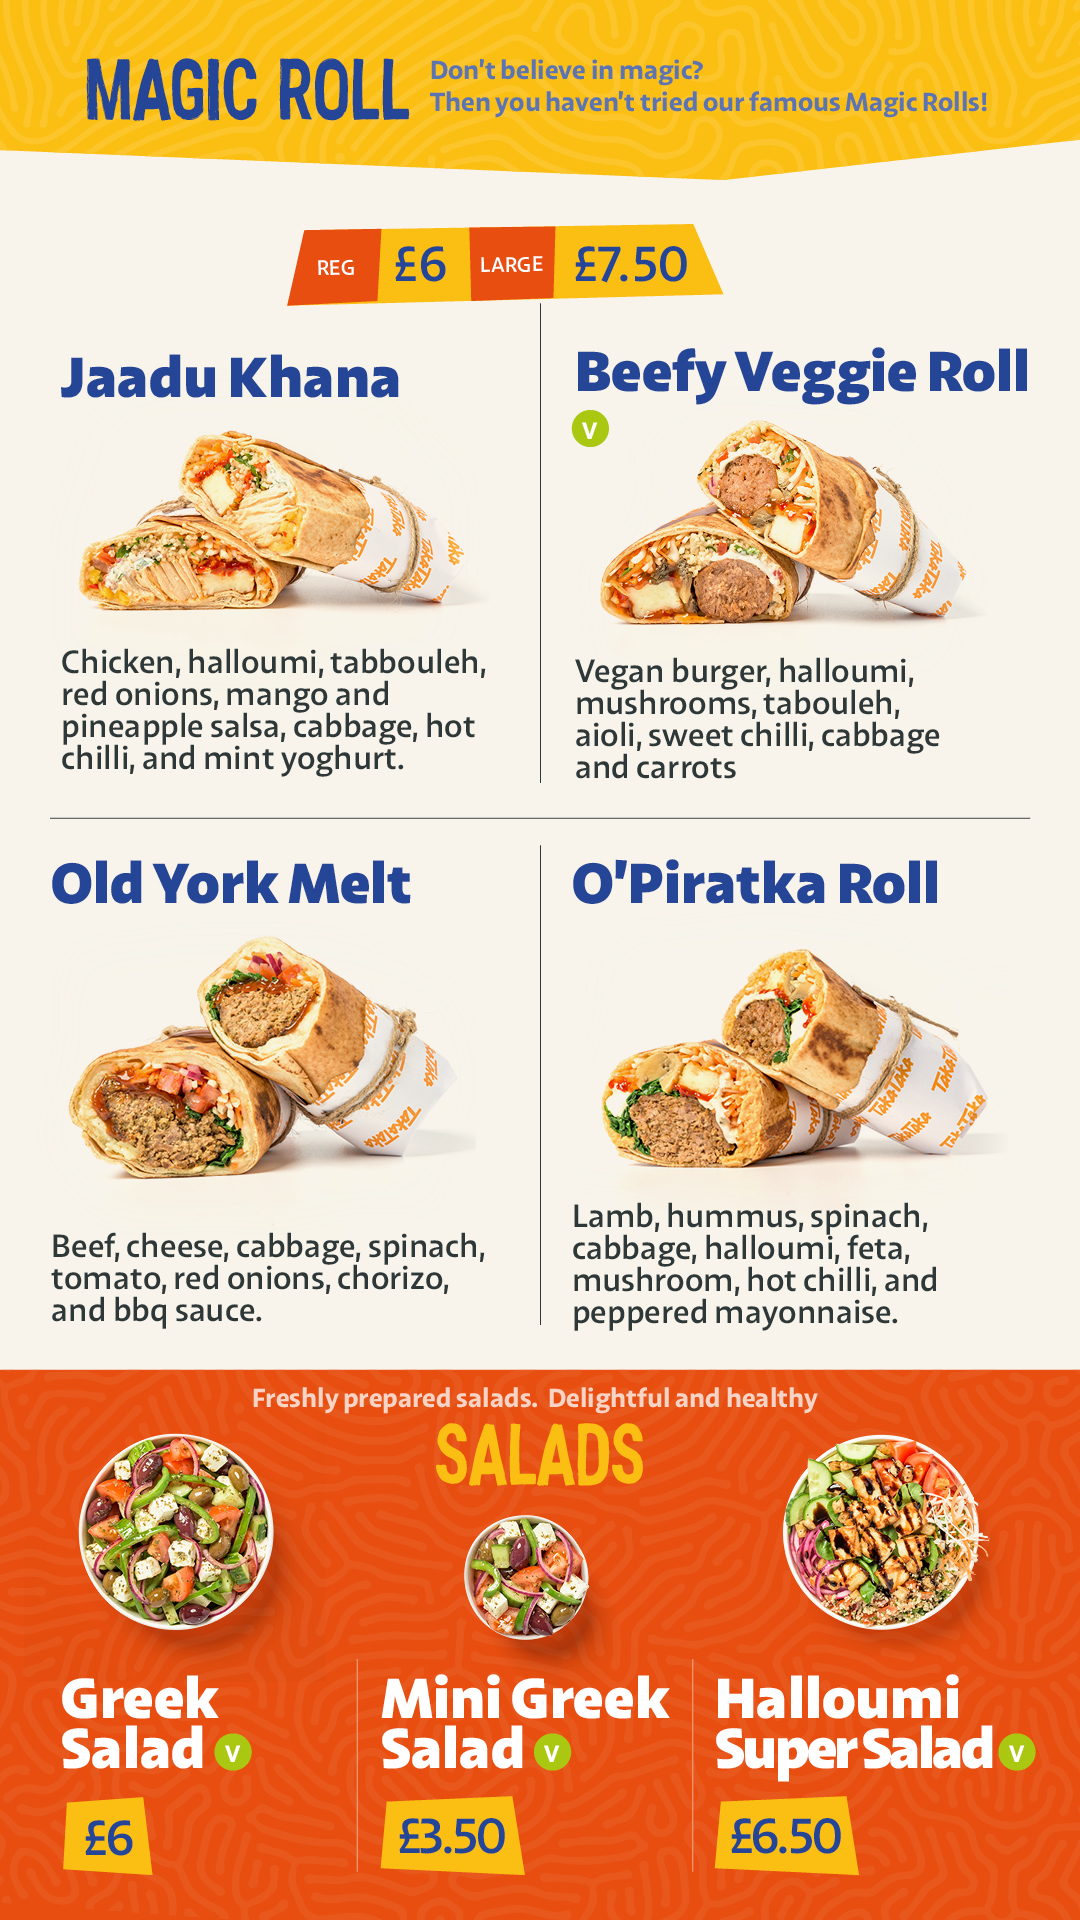 MAGIC ROLL
Don't believe in magic?
Then you haven't tried our famous Magic Rolls!
REG £6 LARGE £7.50
Jaadu Khana
Chicken, halloumi, tabbouleh,
red onions, mango and
pineapple salsa, cabbage, hot
chilli, and mint yoghurt.
Beefy Veggie Roll
V
Vegan burger, halloumi,
mushrooms, tabouleh,
aioli, sweet chilli, cabbage
and carrots
Old York Melt
Beef, cheese, cabbage, spinach,
tomato, red onions, chorizo,
and bbq sauce.
O'Piratka Roll
TakaTaka
TakaTaka
Lamb, hummus, spinach,
cabbage, halloumi, feta,
mushroom, hot chilli, and
peppered mayonnaise.
Freshly prepared salads. Delightful and healthy
SALADS
Greek
Salad V
£6
Mini Greek
Salad V
£3.50
Halloumi
Super Salad V
£6.50